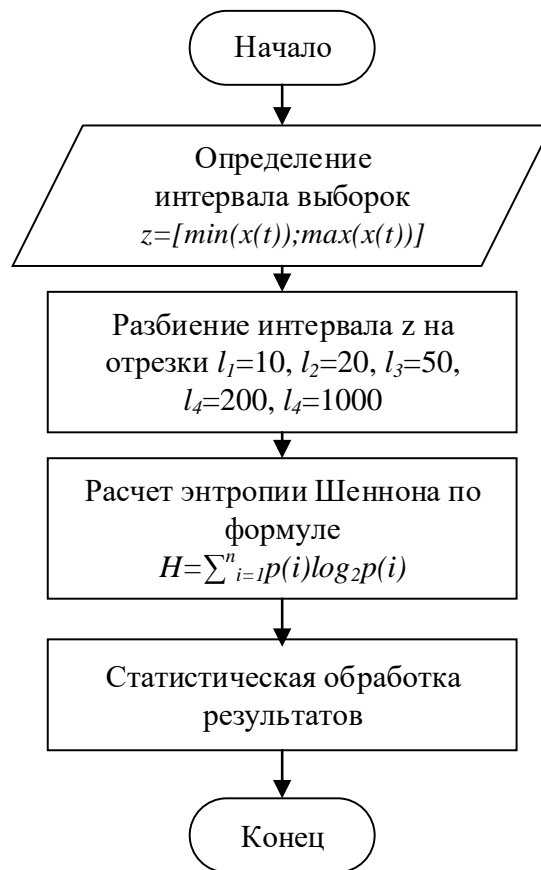 Начало
Определение
интервала выборок
z=[min(x(t));max(x(t))]
Разбиение интервала z на
отрезки l₁=10, l₂=20, l₃=50,
l₄=200, l₄=1000
Расчет энтропии Шеннона по
формуле
H=∑ⁿᵢ₌₁p(i)log₂p(i)
Статистическая обработка
результатов
Конец